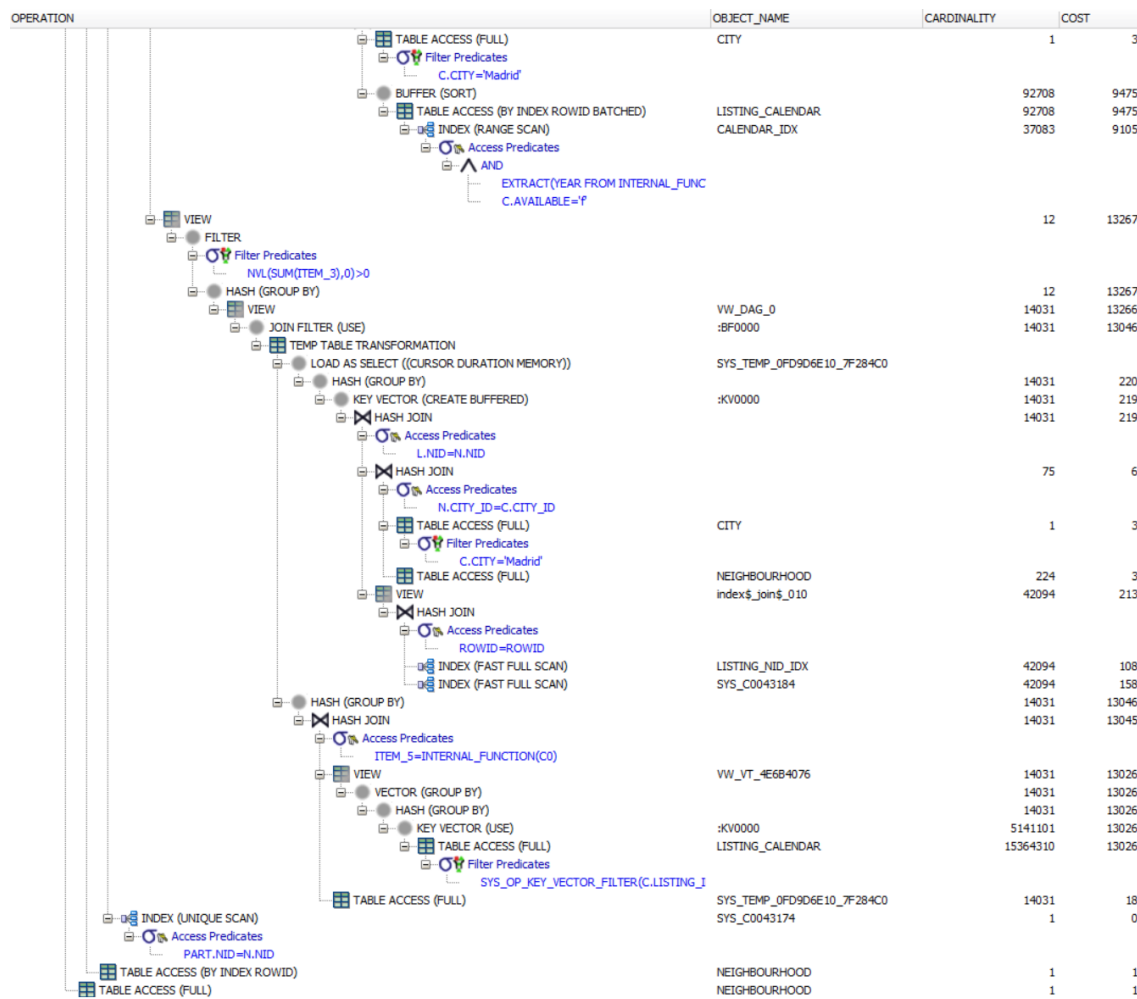 OPERATION OBJECT_NAME CARDINALITY COST
TABLE ACCESS (FULL) CITY 1 3
Filter Predicates
C.CITY='Madrid'
BUFFER (SORT) 92708 9475
TABLE ACCESS (BY INDEX ROWID BATCHED) LISTING_CALENDAR 92708 9475
INDEX (RANGE SCAN) CALENDAR_IDX 37083 9105
Access Predicates
AND
EXTRACT(YEAR FROM INTERNAL_FUNC
C.AVAILABLE='f'
VIEW 12 13267
FILTER
Filter Predicates
NVL(SUM(ITEM_3),0)>0
HASH (GROUP BY) 12 13267
VIEW VW_DAG_0 14031 13266
JOIN FILTER (USE) :BF0000 14031 13046
TEMP TABLE TRANSFORMATION
LOAD AS SELECT ((CURSOR DURATION MEMORY)) SYS_TEMP_0FD9D6E10_7F284C0
HASH (GROUP BY) 14031 220
KEY VECTOR (CREATE BUFFERED) :KV0000 14031 219
HASH JOIN 14031 219
Access Predicates
L.NID=N.NID
HASH JOIN 75 6
Access Predicates
N.CITY_ID=C.CITY_ID
TABLE ACCESS (FULL) CITY 1 3
Filter Predicates
C.CITY='Madrid'
TABLE ACCESS (FULL) NEIGHBOURHOOD 224 3
VIEW index$_join$_010 42094 213
HASH JOIN
Access Predicates
ROWID=ROWID
INDEX (FAST FULL SCAN) LISTING_NID_IDX 42094 108
INDEX (FAST FULL SCAN) SYS_C0043184 42094 158
HASH (GROUP BY) 14031 13046
HASH JOIN 14031 13045
Access Predicates
ITEM_5=INTERNAL_FUNCTION(C0)
VIEW VW_VT_4E6B4076 14031 13026
VECTOR (GROUP BY) 14031 13026
HASH (GROUP BY) 14031 13026
KEY VECTOR (USE) :KV0000 5141101 13026
TABLE ACCESS (FULL) LISTING_CALENDAR 15364310 13026
Filter Predicates
SYS_OP_KEY_VECTOR_FILTER(C.LISTING_I
TABLE ACCESS (FULL) SYS_TEMP_0FD9D6E10_7F284C0 14031 18
INDEX (UNIQUE SCAN) SYS_C0043174 1 0
Access Predicates
PART.NID=N.NID
TABLE ACCESS (BY INDEX ROWID) NEIGHBOURHOOD 1 1
TABLE ACCESS (FULL) NEIGHBOURHOOD 1 1